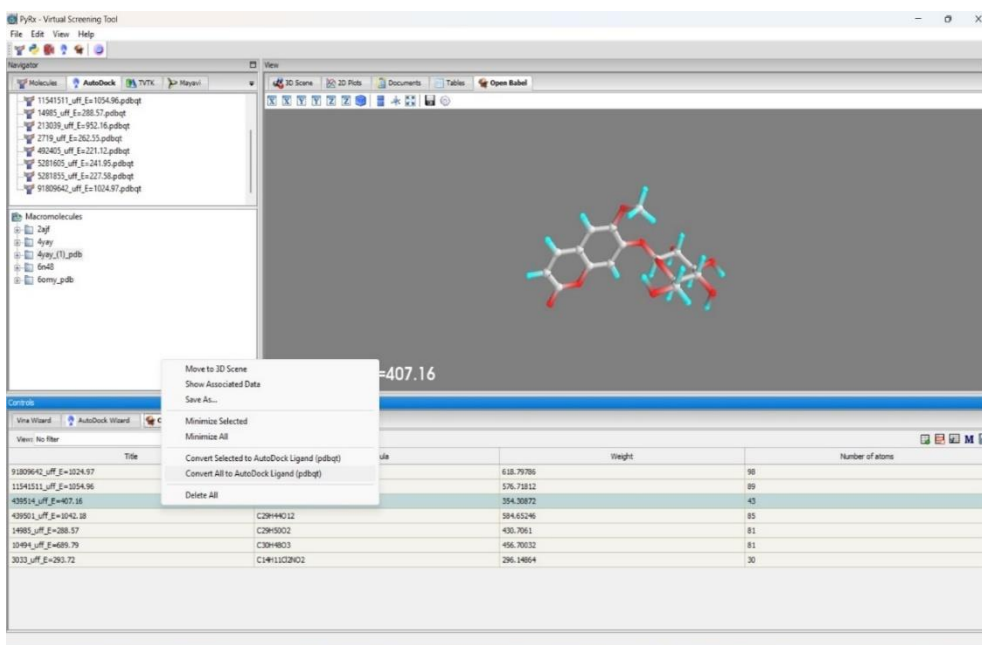 PyRx - Virtual Screening Tool
File Edit View Help
Navigator
View
Molecules AutoDock TVTK Mayavi
3D Scene 2D Plots Documents Tables Open Babel
11541511_uff_E=1054.96.pdbqt
14985_uff_E=288.57.pdbqt
213039_uff_E=952.16.pdbqt
2719_uff_E=262.55.pdbqt
492405_uff_E=221.12.pdbqt
5281605_uff_E=241.95.pdbqt
5281855_uff_E=227.58.pdbqt
91809642_uff_E=1024.97.pdbqt
X X Y Y Z Z
Macromolecules
2ajf
4yay
4yay_(1)_pdb
6n48
6omy_pdb
=407.16
Move to 3D Scene
Show Associated Data
Save As...
Minimize Selected
Minimize All
Convert Selected to AutoDock Ligand (pdbqt)
Convert All to AutoDock Ligand (pdbqt)
Delete All
Controls
Vina Wizard AutoDock Wizard
View: No filter
M
Title ula Weight Number of atoms
91809642_uff_E=1024.97 618.79786 98
11541511_uff_E=1054.96 576.71812 89
439514_uff_E=407.16 354.30872 43
439501_uff_E=1042.18 C29H44O12 584.65246 85
14985_uff_E=288.57 C29H50O2 430.7061 81
10494_uff_E=689.79 C30H48O3 456.70032 81
3033_uff_E=293.72 C14H11Cl2NO2 296.14864 30